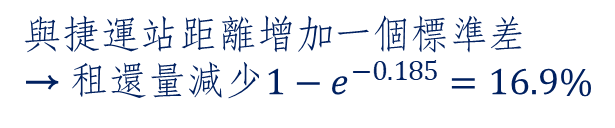 與捷運站距離增加一個標準差
→ 租還量減少1 − e^{−0.185} = 16.9%